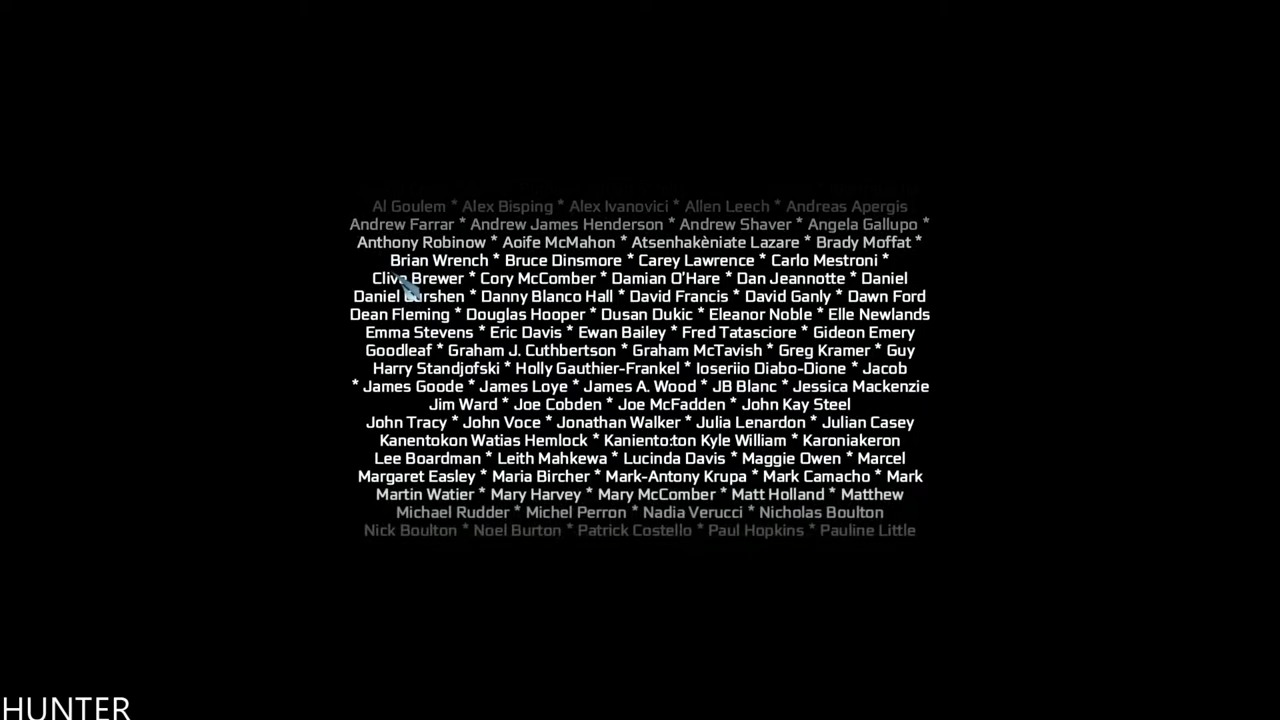 Al Goulem * Alex Bisping * Alex Ivanovici * Allen Leech * Andreas Apergis
Andrew Farrar * Andrew James Henderson * Andrew Shaver * Angela Gallupo *
Anthony Robinow * Aoife McMahon * Atsenhakèniate Lazare * Brady Moffat *
Brian Wrench * Bruce Dinsmore * Carey Lawrence * Carlo Mestroni *
Clive Brewer * Cory McComber * Damian O'Hare * Dan Jeannotte * Daniel
Daniel * Danny Blanco Hall * David Francis * David Ganly * Dawn Ford
Dean Fleming * Douglas Hooper * Dusan Dukic * Eleanor Noble * Elle Newlands
Emma Stevens * Eric Davis * Ewan Bailey * Fred Tatasciore * Gideon Emery
Goodleaf * Graham J. Cuthbertson * Graham McTavish * Greg Kramer * Guy
Harry Standjofski * Holly Gauthier-Frankel * Ioseriio Diabo-Dione * Jacob
* James Goode * James Loye * James A. Wood * JB Blanc * Jessica Mackenzie
Jim Ward * Joe Cobden * Joe McFadden * John Kay Steel
John Tracy * John Voce * Jonathan Walker * Julia Lenardon * Julian Casey
Kanentokon Watias Hemlock * Kaniento:ton Kyle William * Karoniakeron
Lee Boardman * Leith Mahkewa * Lucinda Davis * Maggie Owen * Marcel
Margaret Easley * Maria Bircher * Mark-Antony Krupa * Mark Camacho * Mark
Martin Watier * Mary Harvey * Mary McComber * Matt Holland * Matthew
Michael Rudder * Michel Perron * Nadia Verucci * Nicholas Boulton
Nick Boulton * Noel Burton * Patrick Costello * Paul Hopkins * Pauline Little
HUNTER